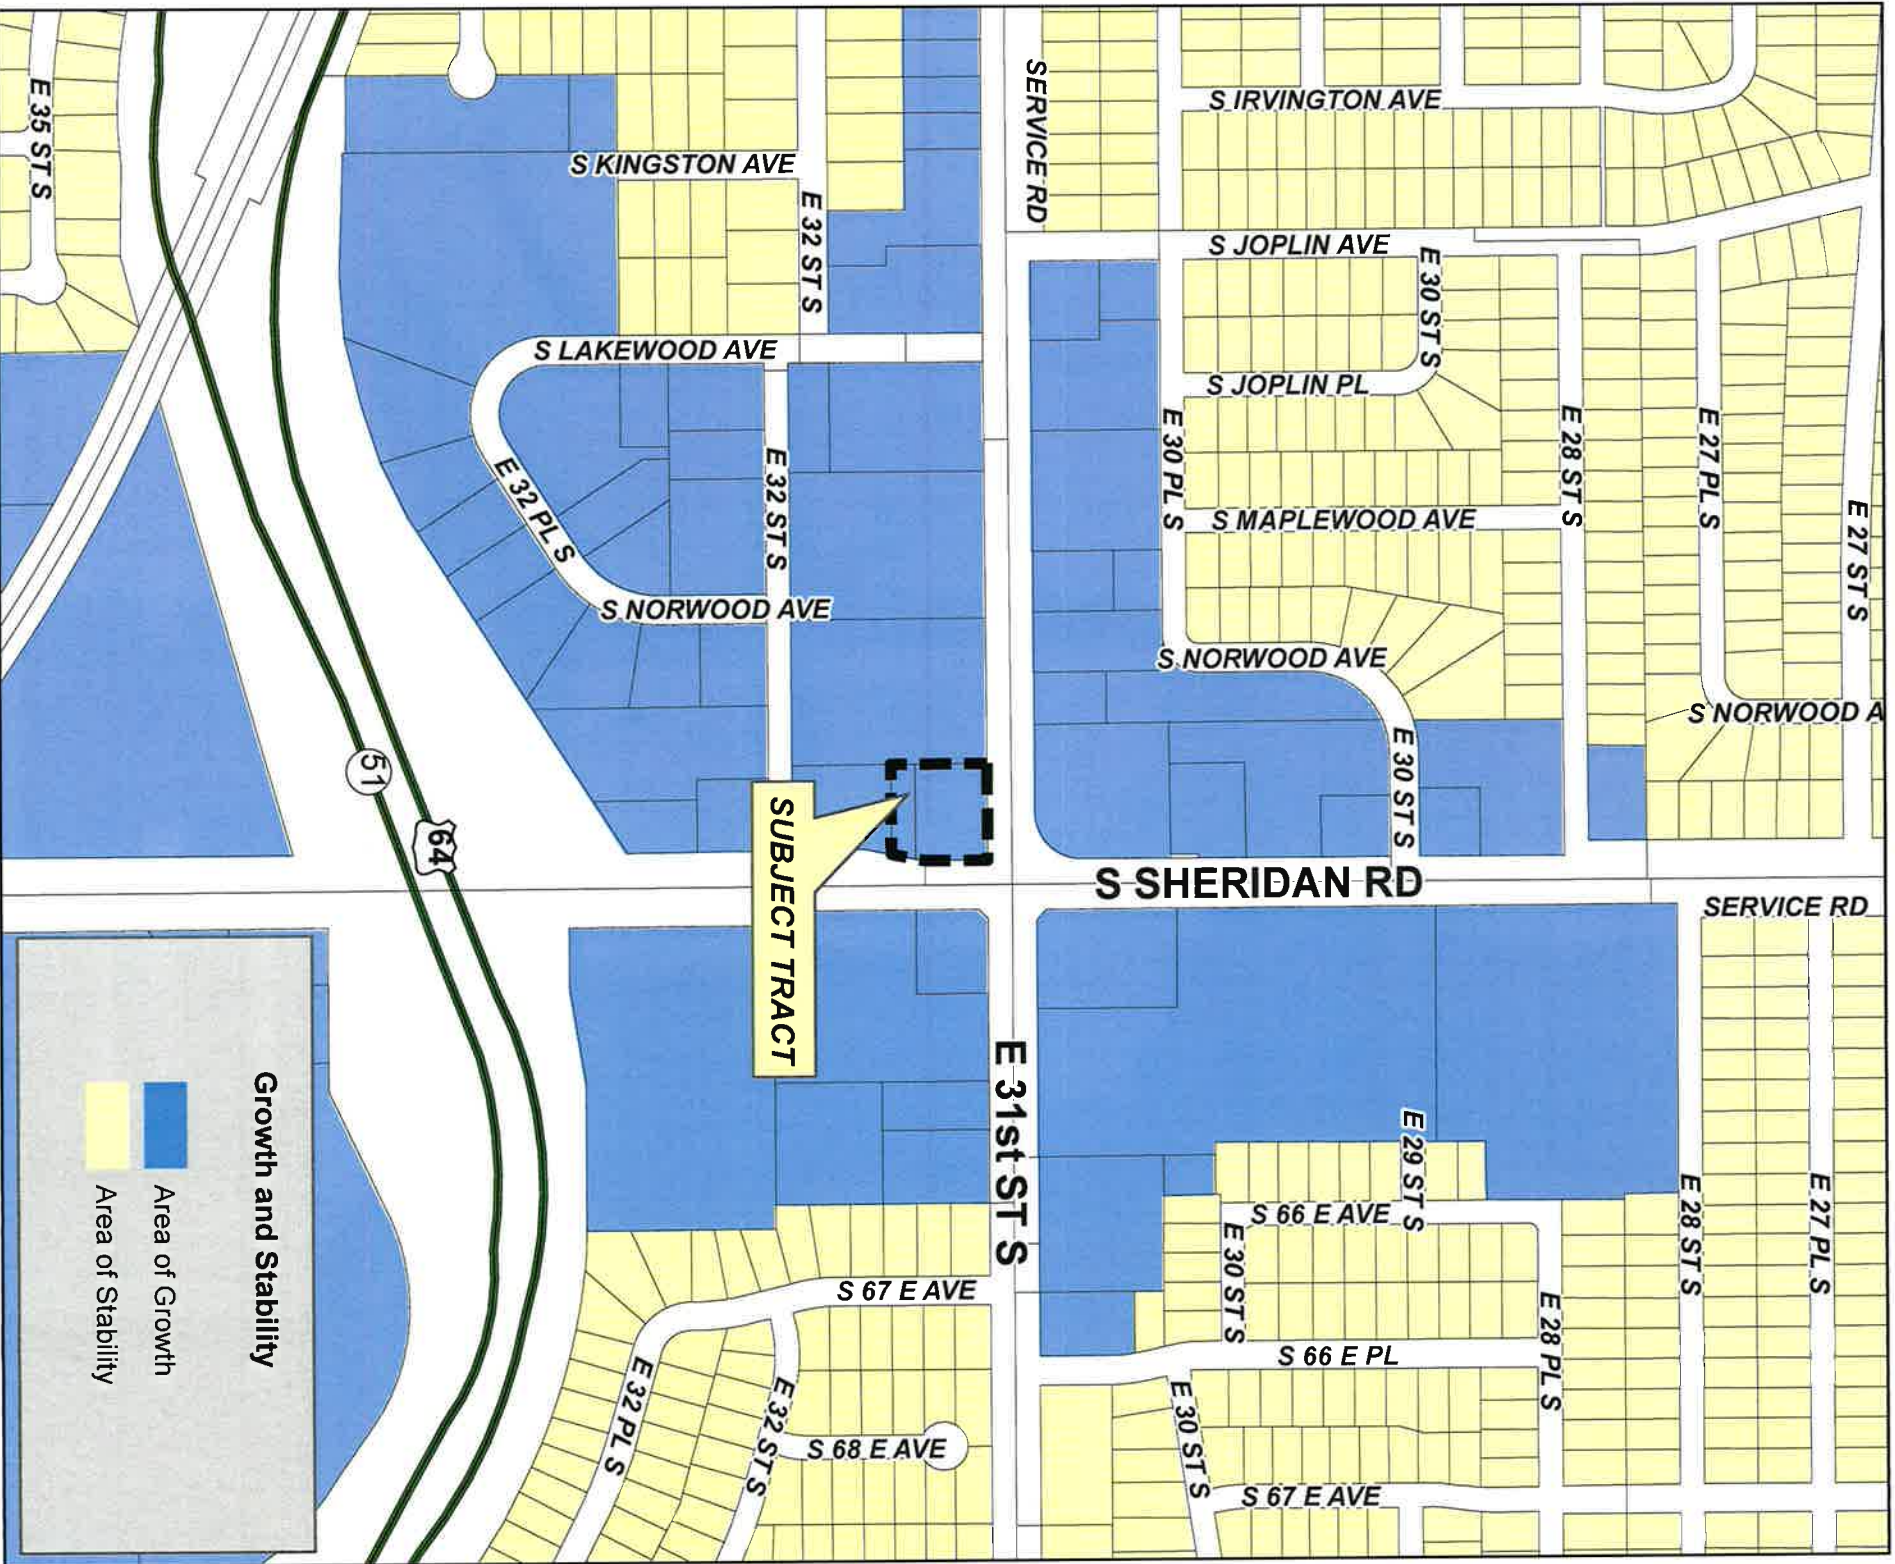 E 35 ST S
S KINGSTON AVE
E 32 ST S
SERVICE RD
S IRVINGTON AVE
S JOPLIN AVE
E 30 ST S
S LAKEWOOD AVE
S JOPLIN PL
E 30 PL S
E 28 ST S
E 27 PL S
E 32 PL S
E 32 ST S
S MAPLEWOOD AVE
E 27 ST S
S NORWOOD AVE
S NORWOOD AVE
S NORWOOD A
E 30 ST S
51
64
SUBJECT TRACT
S SHERIDAN RD
SERVICE RD
E 31st ST S
E 29 ST S
S 66 E AVE
E 30 ST S
E 28 ST S
E 27 PL S
S 67 E AVE
E 28 PL S
S 66 E PL
E 32 PL S
E 32 ST S
S 68 E AVE
E 30 ST S
S 67 E AVE
Growth and Stability
Area of Growth
Area of Stability